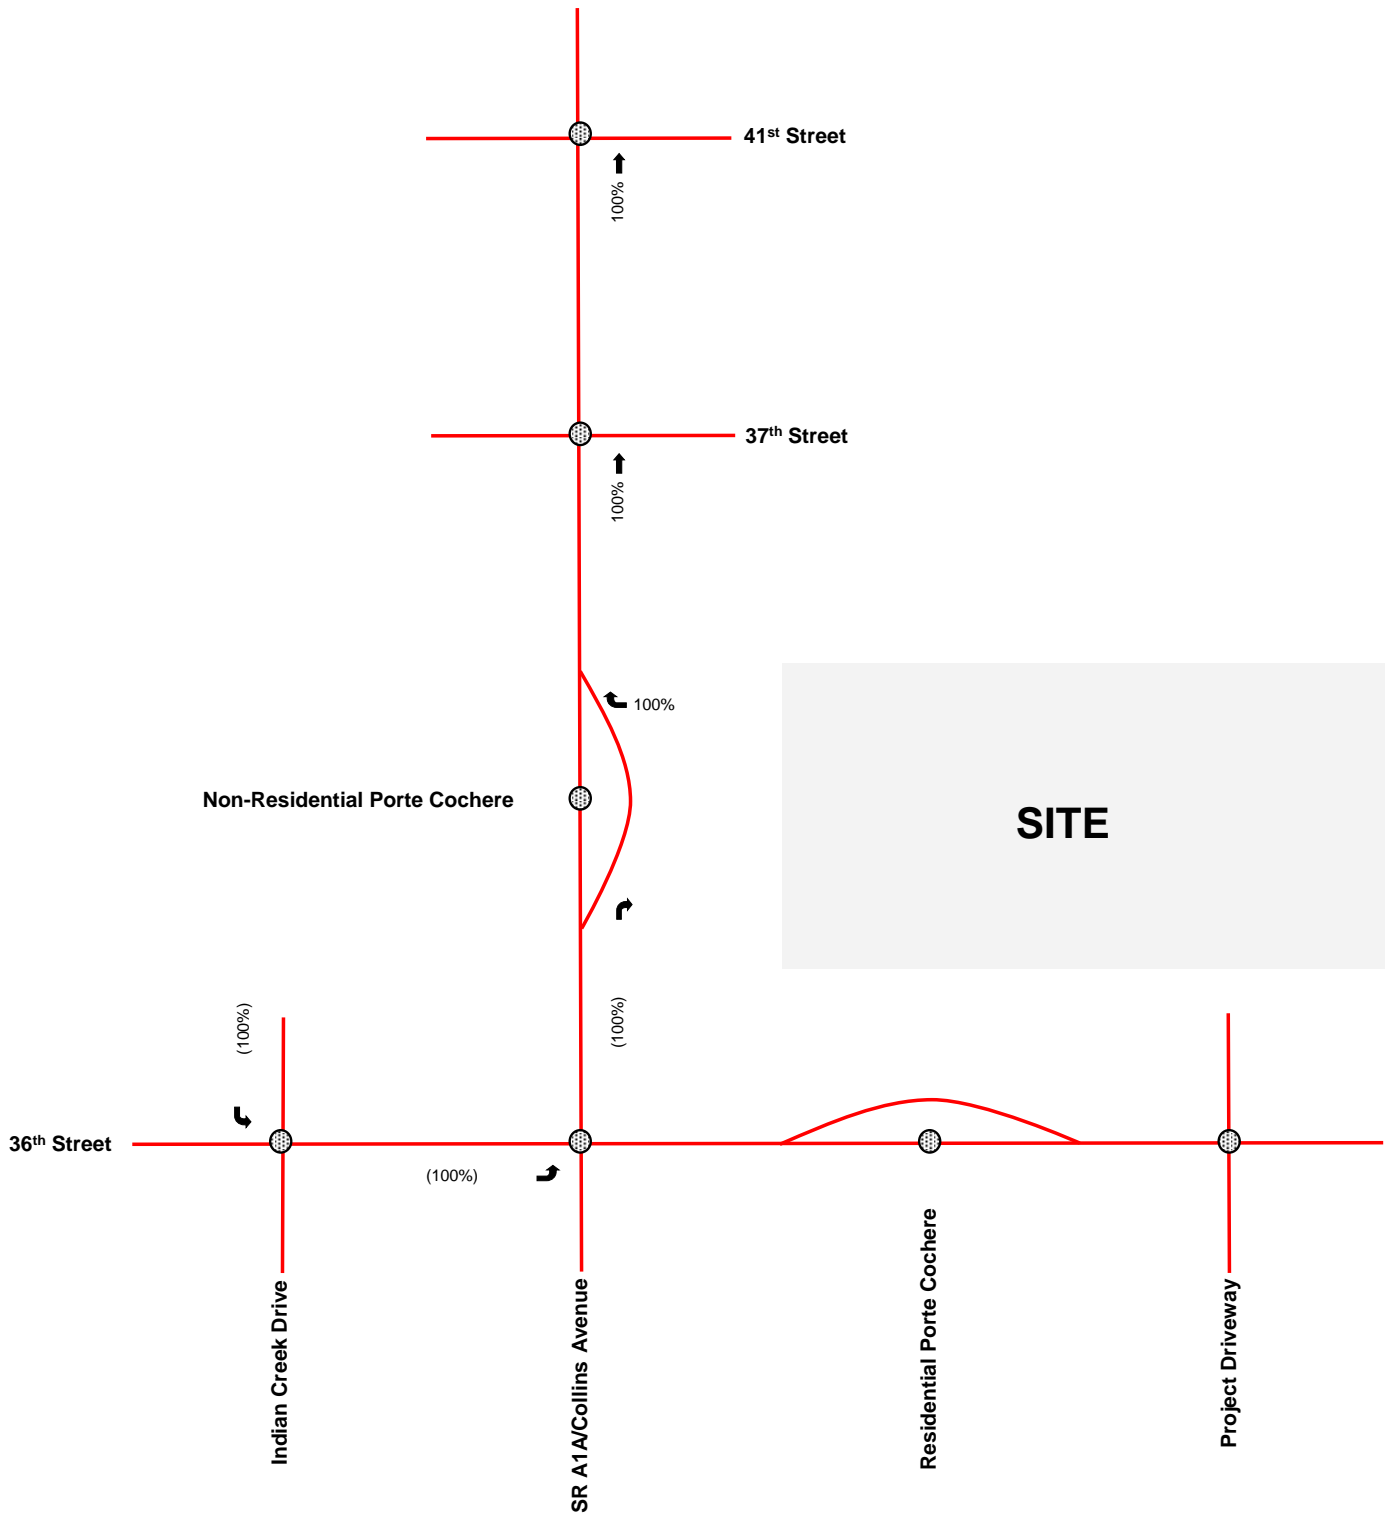 41st Street
100%
37th Street
100%
100%
Non-Residential Porte Cochere
SITE
(100%)
(100%)
36th Street
(100%)
Indian Creek Drive
SR A1A/Collins Avenue
Residential Porte Cochere
Project Driveway